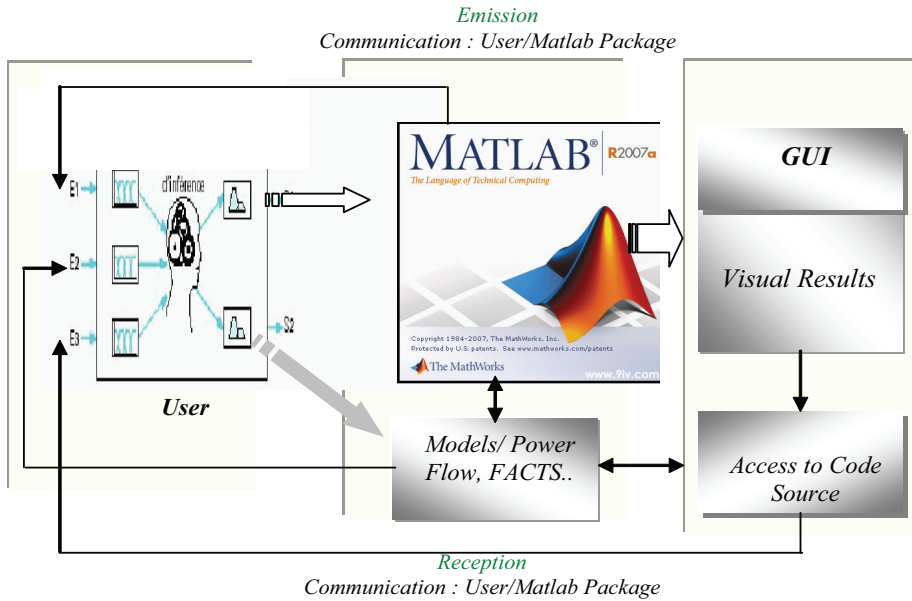 Emission
Communication : User/Matlab Package
MATLAB® R2007a
The Language of Technical Computing
Copyright 1984-2007, The MathWorks, Inc.
Protected by U.S. patents. See www.mathworks.com/patents
The MathWorks
www.9iv.com
d'inférence
E1
E2
E3
S2
User
GUI
Visual Results
Models/ Power
Flow, FACTS..
Access to Code
Source
Reception
Communication : User/Matlab Package